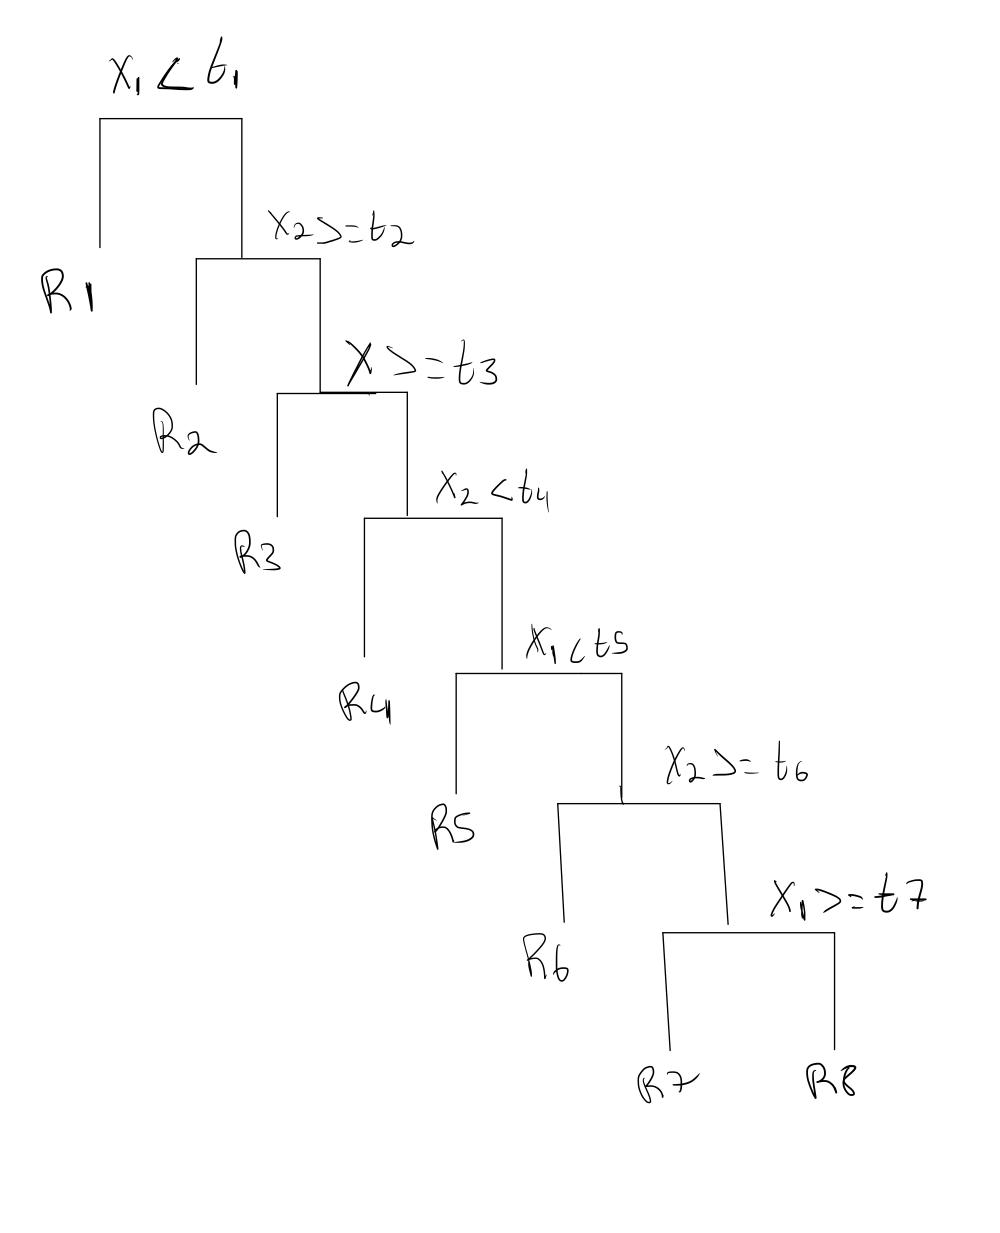 X1 < t1
X2 >= t2
R1
X >= t3
R2
X2 < t4
R3
X1 < t5
R4
X2 >= t6
R5
X1 >= t7
R6
R7 R8